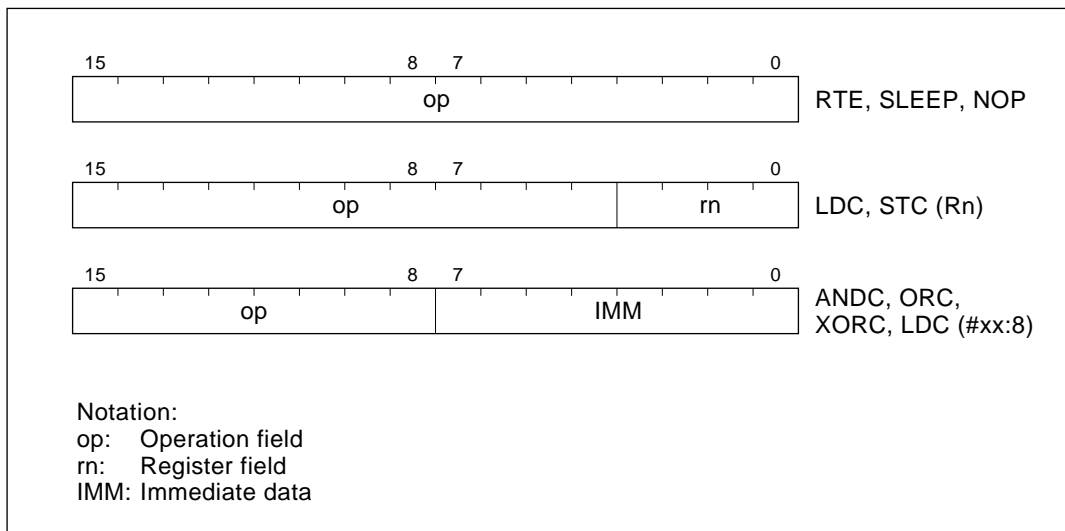 15 8 7 0
op RTE, SLEEP, NOP
15 8 7 0
op rn LDC, STC (Rn)
15 8 7 0
op IMM ANDC, ORC,
XORC, LDC (#xx:8)
Notation:
op: Operation field
rn: Register field
IMM: Immediate data